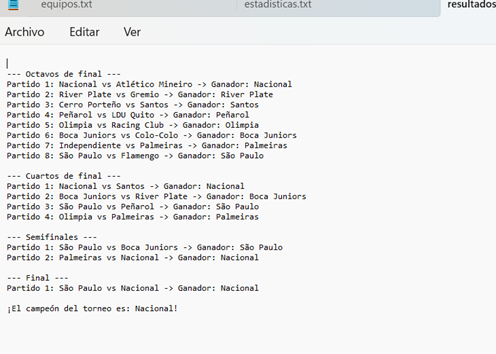 equipos.txt
estadisticas.txt
resultados
Archivo
Editar
Ver
--- Octavos de final ---
Partido 1: Nacional vs Atlético Mineiro -> Ganador: Nacional
Partido 2: River Plate vs Gremio -> Ganador: River Plate
Partido 3: Cerro Porteño vs Santos -> Ganador: Santos
Partido 4: Peñarol vs LDU Quito -> Ganador: Peñarol
Partido 5: Olimpia vs Racing Club -> Ganador: Olimpia
Partido 6: Boca Juniors vs Colo-Colo -> Ganador: Boca Juniors
Partido 7: Independiente vs Palmeiras -> Ganador: Palmeiras
Partido 8: São Paulo vs Flamengo -> Ganador: São Paulo
--- Cuartos de final ---
Partido 1: Nacional vs Santos -> Ganador: Nacional
Partido 2: Boca Juniors vs River Plate -> Ganador: Boca Juniors
Partido 3: São Paulo vs Peñarol -> Ganador: São Paulo
Partido 4: Olimpia vs Palmeiras -> Ganador: Palmeiras
--- Semifinales ---
Partido 1: São Paulo vs Boca Juniors -> Ganador: São Paulo
Partido 2: Palmeiras vs Nacional -> Ganador: Nacional
--- Final ---
Partido 1: São Paulo vs Nacional -> Ganador: Nacional
¡El campeón del torneo es: Nacional!